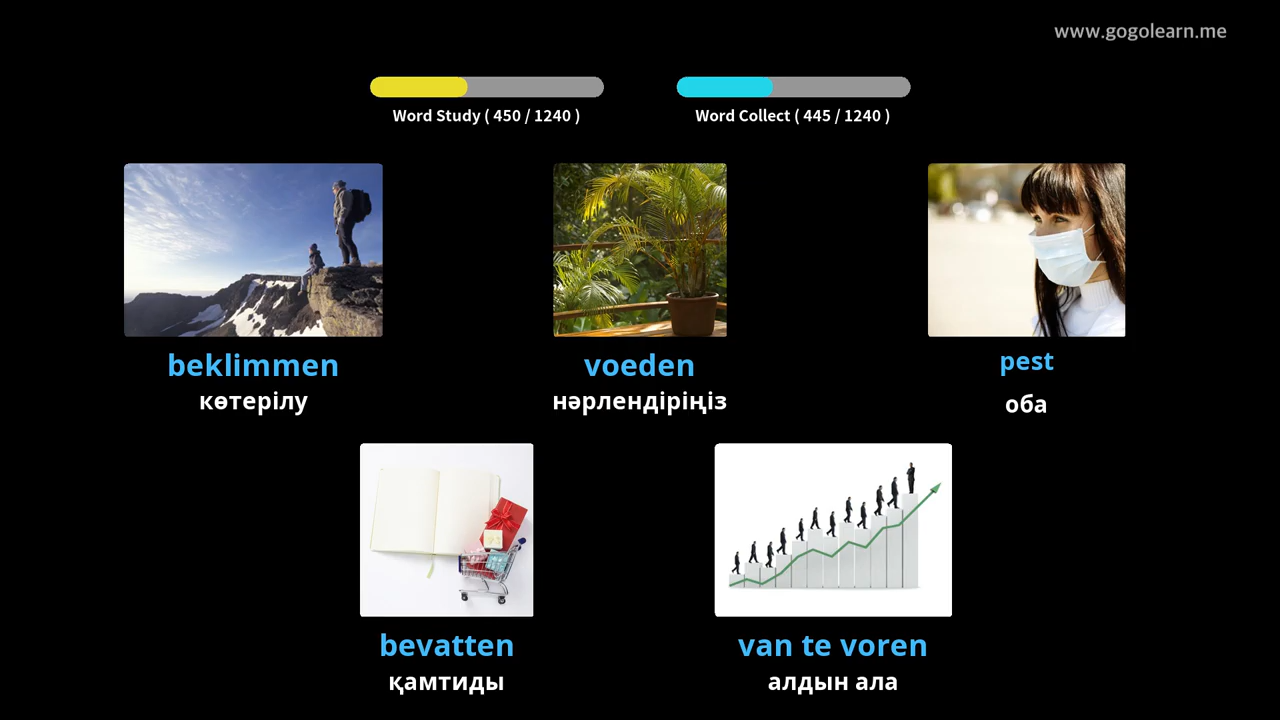 www.gogolearn.me
Word Study ( 450 / 1240 )
Word Collect ( 445 / 1240 )
beklimmen
көтерілу
voeden
нәрлендіріңіз
pest
оба
bevatten
қамтиды
van te voren
алдын ала